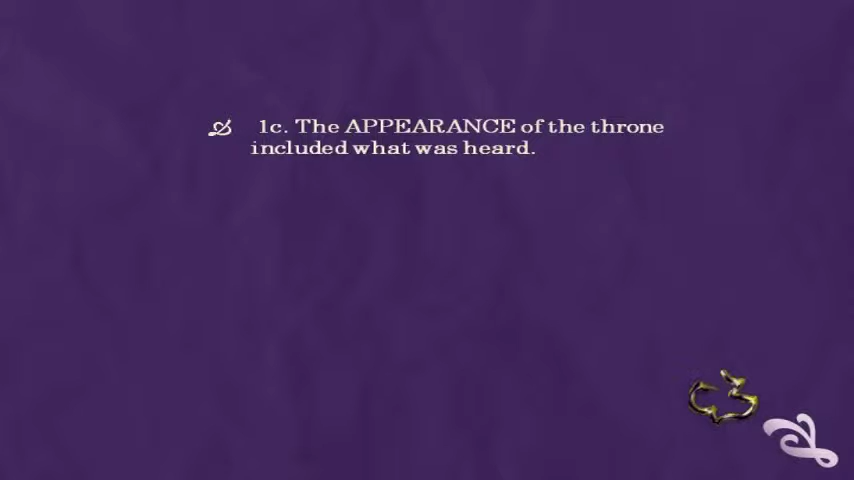 1c. The APPEARANCE of the throne
included what was heard.